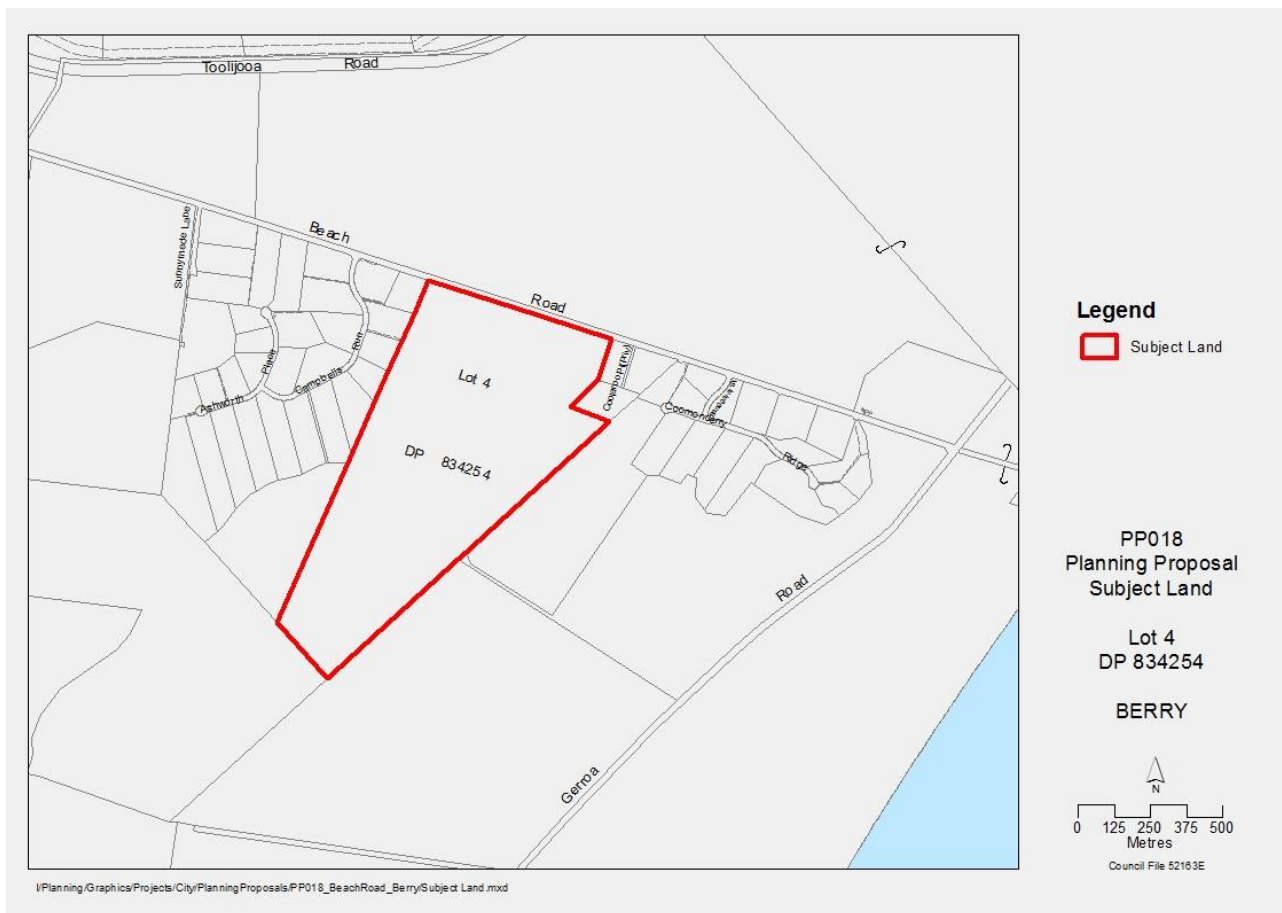 Toolijooa Road
Sunnymede Lane
Beach
Road
Lot 4
DP 834254
Place
Ashworth
Campbells
Run
Coomonderry
Ridge
Road
Gerroa
Legend
Subject Land
PP018
Planning Proposal
Subject Land
Lot 4
DP 834254
BERRY
N
0 125 250 375 500
Metres
Council File 52163E
I/Planning/Graphics/Projects/City/PlanningProposals/PP018_BeachRoad_Berry/Subject Land.mxd